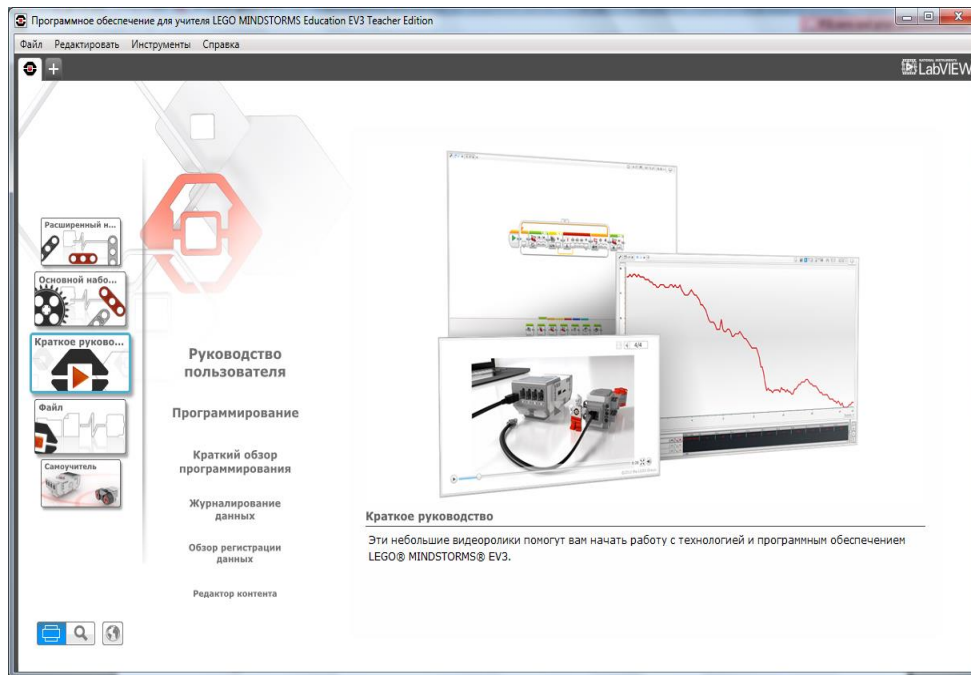 Программное обеспечение для учителя LEGO MINDSTORMS Education EV3 Teacher Edition
Файл Редактировать Инструменты Справка
NATIONAL INSTRUMENTS
LabVIEW
Расширенный н...
Основной набо...
Краткое руково...
Файл
Самоучитель
Руководство
пользователя
Программирование
Краткий обзор
программирования
Журналирование
данных
Обзор регистрации
данных
Редактор контента
4/4
Краткое руководство
Эти небольшие видеоролики помогут вам начать работу с технологией и программным обеспечением
LEGO® MINDSTORMS® EV3.